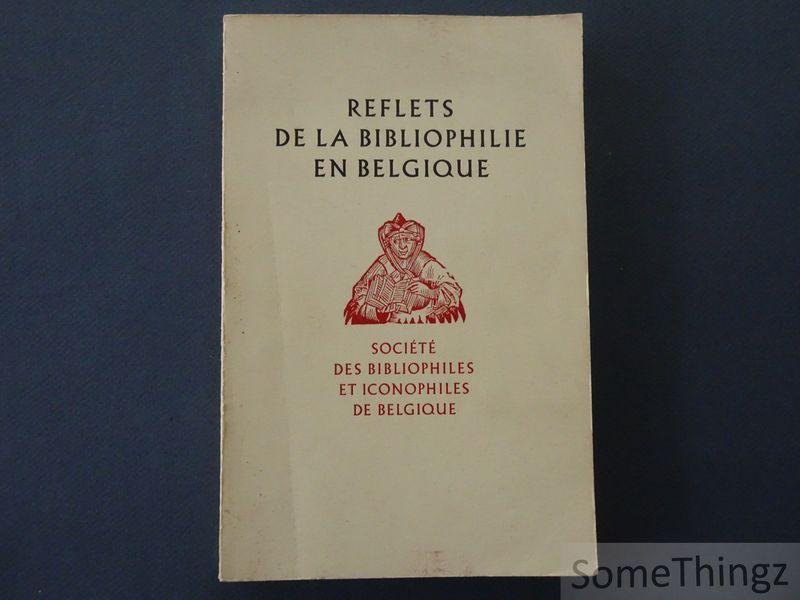 REFLETS
DE LA BIBLIOPHILIE
EN BELGIQUE
SOCIÉTÉ
DES BIBLIOPHILES
ET ICONOPHILES
DE BELGIQUE
SomeThingz